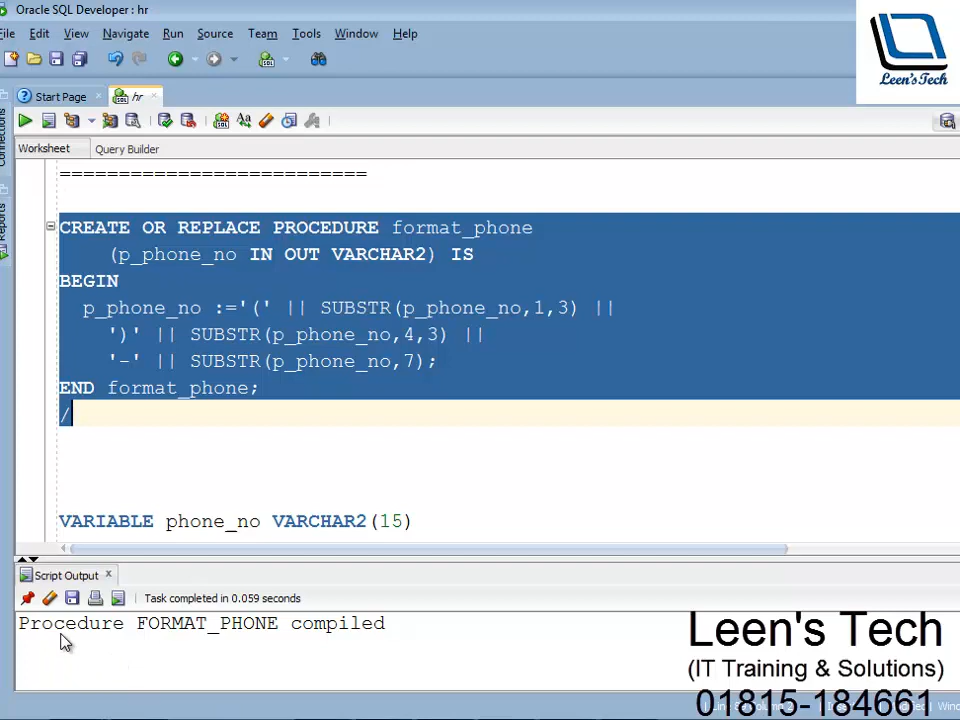 Oracle SQL Developer : hr
File Edit View Navigate Run Source Team Tools Window Help
Leen'sTech
Start Page hr
Connections
Worksheet Query Builder
Reports
==========================
CREATE OR REPLACE PROCEDURE format_phone
(p_phone_no IN OUT VARCHAR2) IS
BEGIN
p_phone_no :='(' || SUBSTR(p_phone_no,1,3) ||
')' || SUBSTR(p_phone_no,4,3) ||
'-' || SUBSTR(p_phone_no,7);
END format_phone;
/
VARIABLE phone_no VARCHAR2(15)
Script Output
Task completed in 0.059 seconds
Procedure FORMAT_PHONE compiled
Leen's Tech
(IT Training & Solutions)
01815-184661